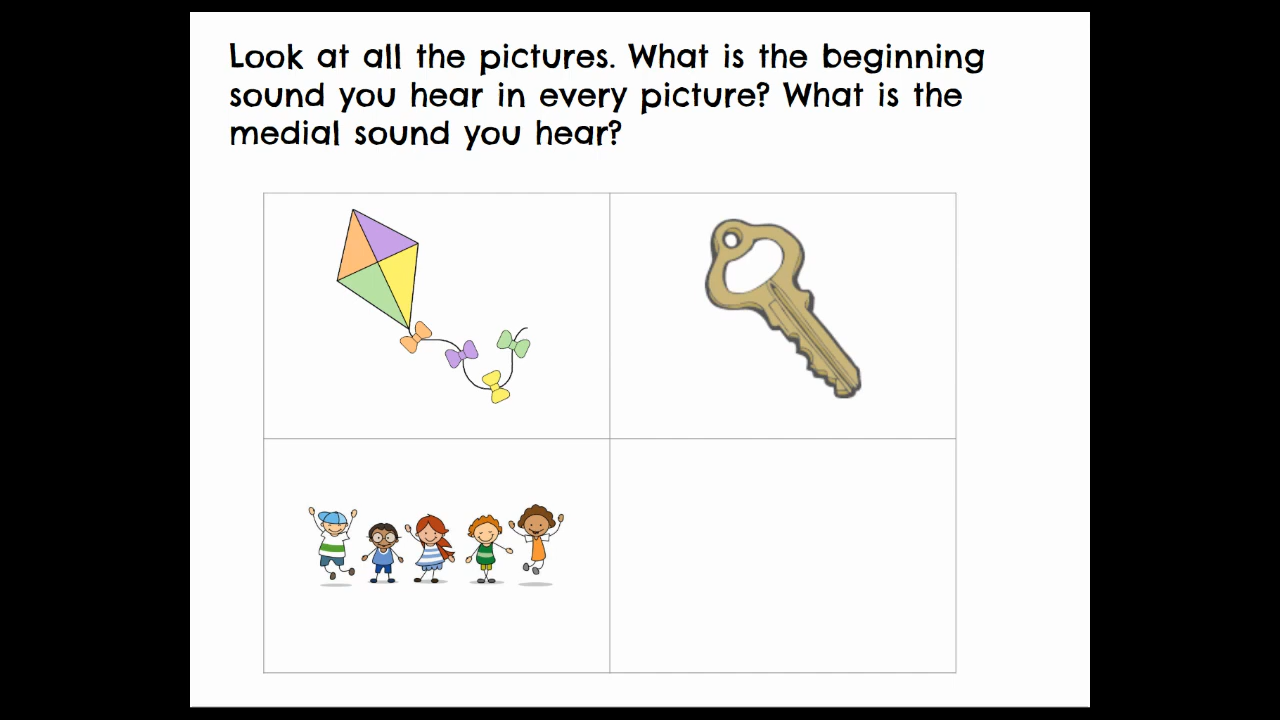 Look at all the pictures. What is the beginning
sound you hear in every picture? What is the
medial sound you hear?